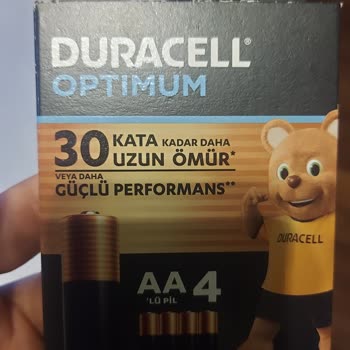 DURACELL®
OPTIMUM
30 KATA KADAR DAHA
UZUN ÖMÜR*
VEYA DAHA
GÜÇLÜ PERFORMANS**
DURACELL
AA 4
'LÜ PİL